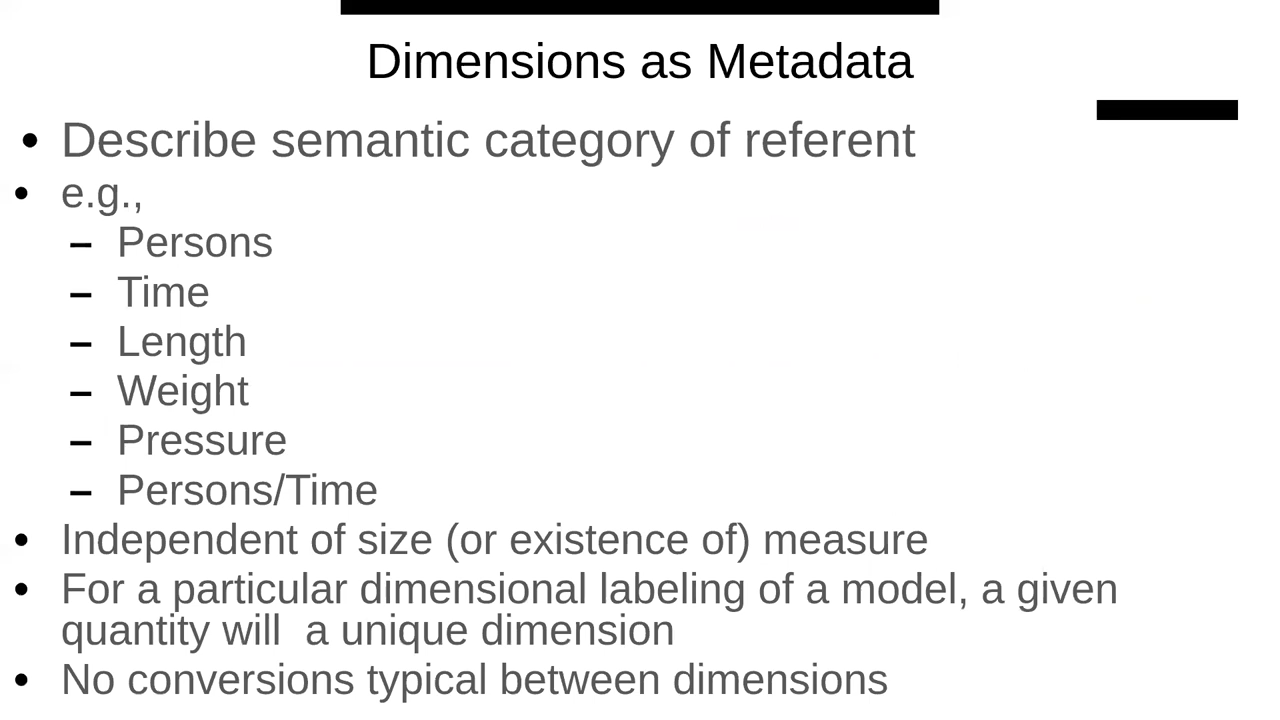 Dimensions as Metadata
• Describe semantic category of referent
• e.g.,
– Persons
– Time
– Length
– Weight
– Pressure
– Persons/Time
• Independent of size (or existence of) measure
• For a particular dimensional labeling of a model, a given
quantity will  a unique dimension
• No conversions typical between dimensions